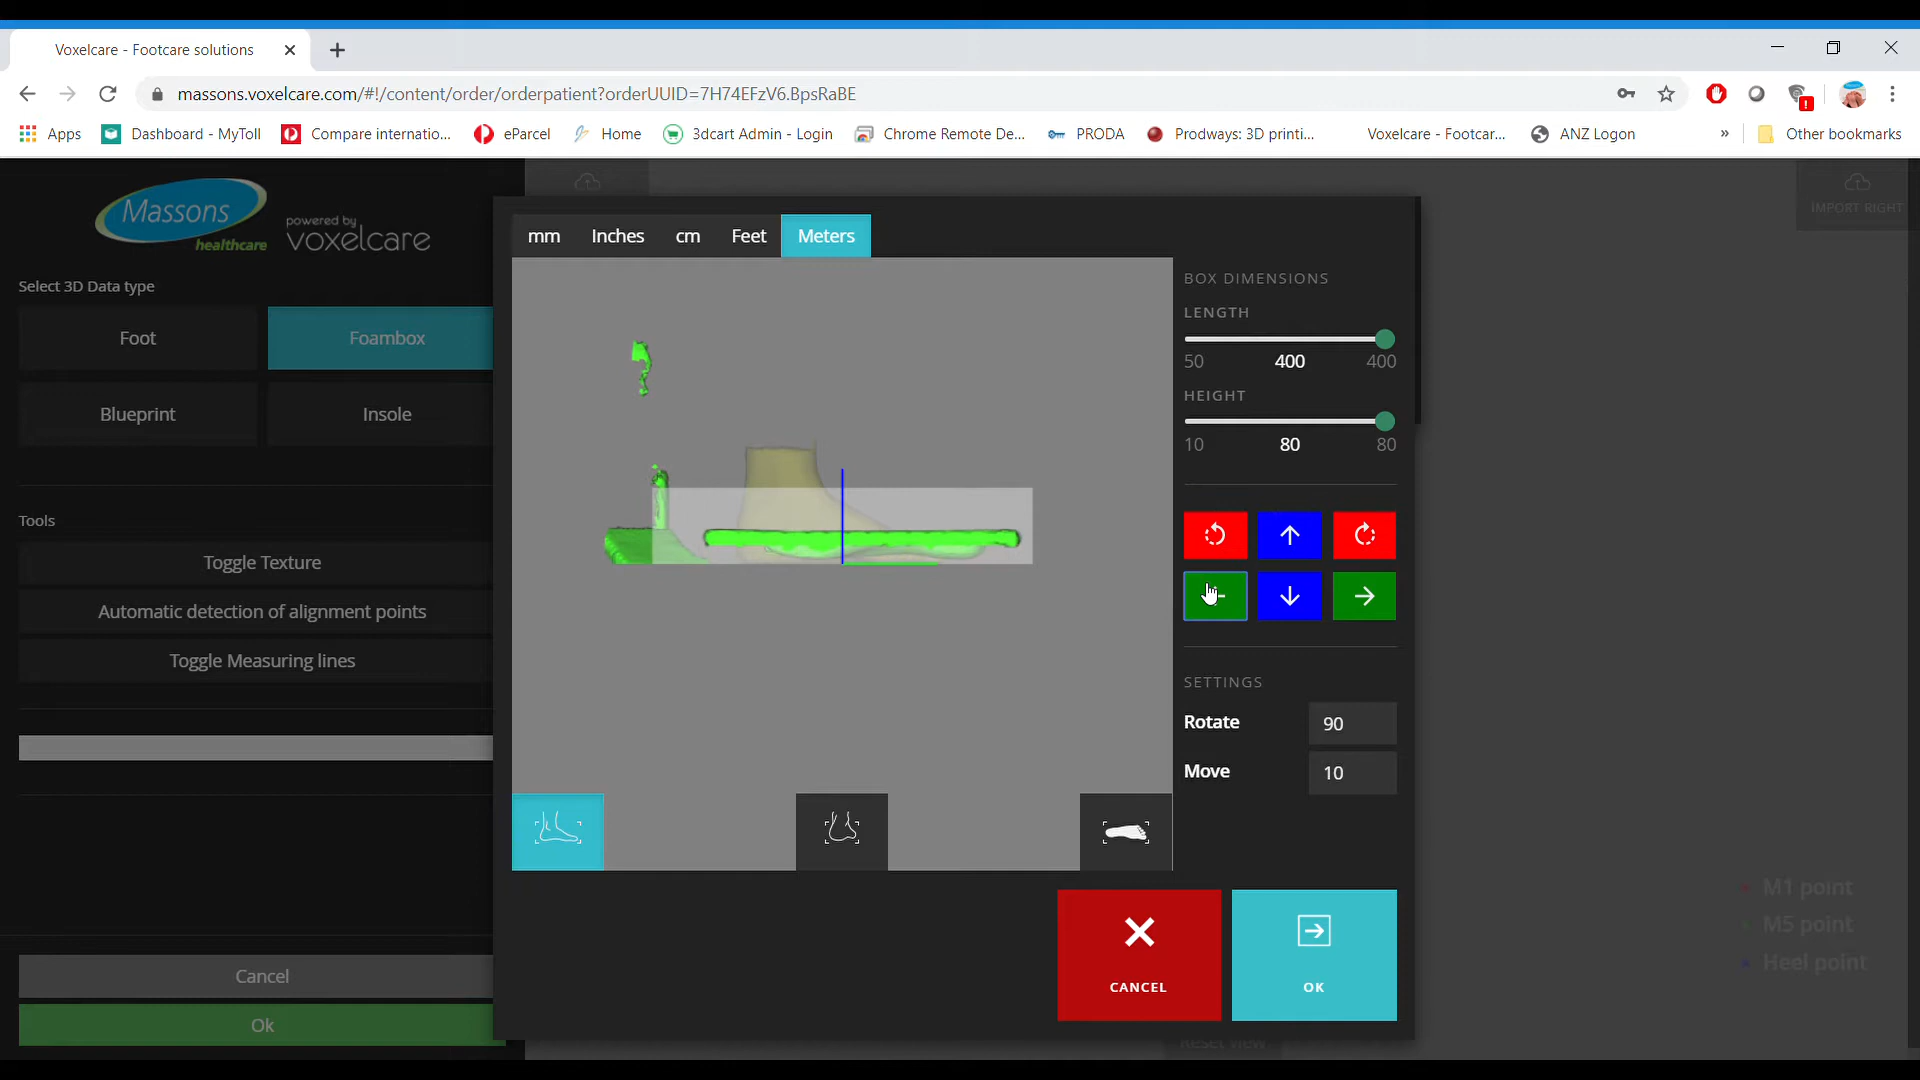 Voxelcare - Footcare solutions
massons.voxelcare.com/#!/content/order/orderpatient?orderUUID=7H74EFzV6.BpsRaBE
Apps
Dashboard - MyToll
Compare internatio...
eParcel
Home
3dcart Admin - Login
Chrome Remote De...
PRODA
Prodways: 3D printi...
Voxelcare - Footcar...
ANZ Logon
»
Other bookmarks
Massons
healthcare
powered by
voxelcare
IMPORT RIGHT
Select 3D Data type
Foot
Foambox
Blueprint
Insole
Tools
Toggle Texture
Automatic detection of alignment points
Toggle Measuring lines
Cancel
Ok
mm
Inches
cm
Feet
Meters
BOX DIMENSIONS
LENGTH
50 400 400
HEIGHT
10 80 80
SETTINGS
Rotate 90
Move 10
CANCEL
OK
M1 point
M5 point
Heel point
Reset view